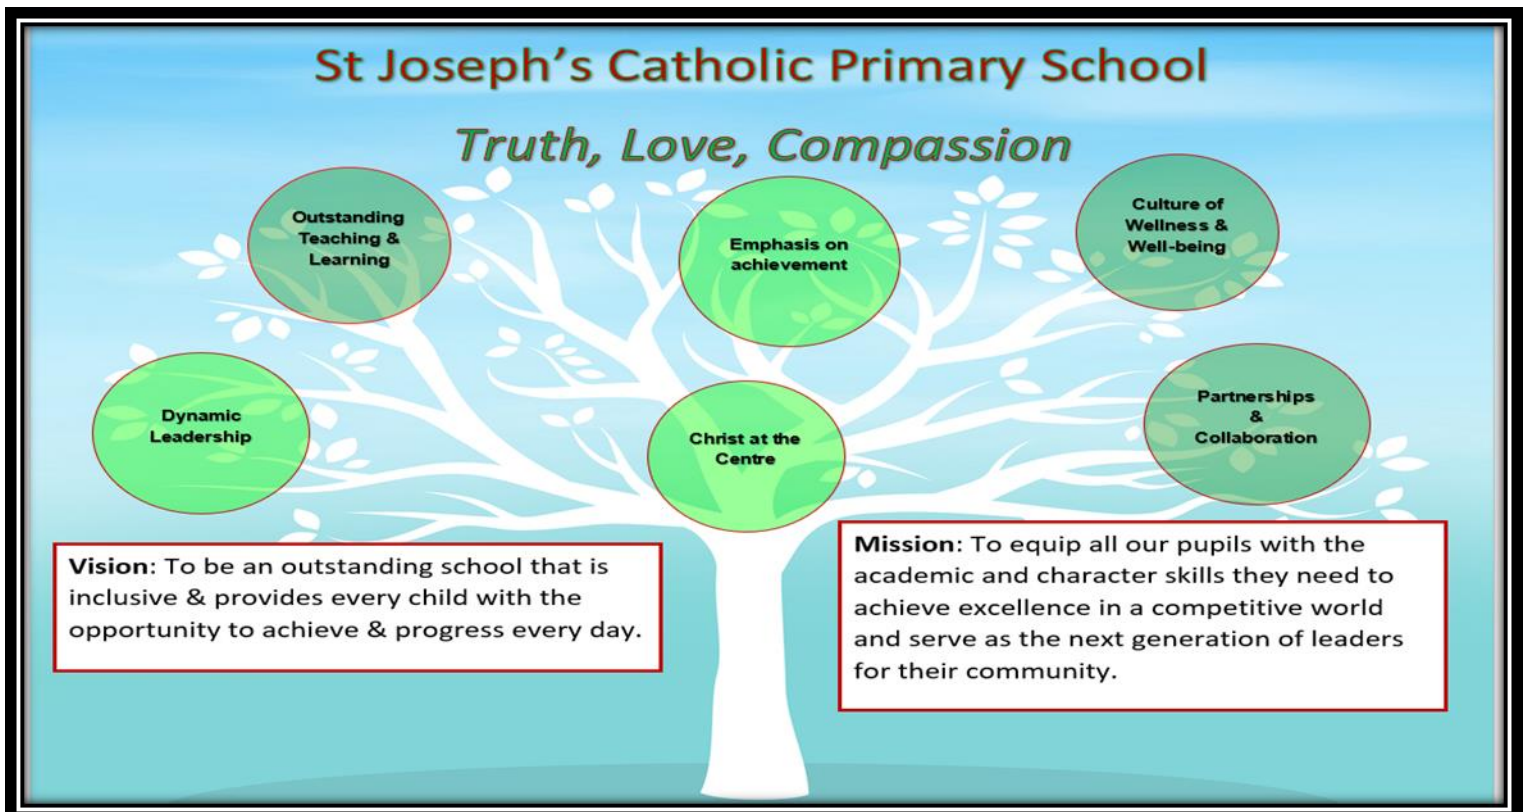 St Joseph’s Catholic Primary School
Truth, Love, Compassion
Outstanding
Teaching &
Learning
Emphasis on
achievement
Culture of
Wellness &
Well-being
Dynamic
Leadership
Christ at the
Centre
Partnerships
&
Collaboration
Vision: To be an outstanding school that is
inclusive & provides every child with the
opportunity to achieve & progress every day.
Mission: To equip all our pupils with the
academic and character skills they need to
achieve excellence in a competitive world
and serve as the next generation of leaders
for their community.